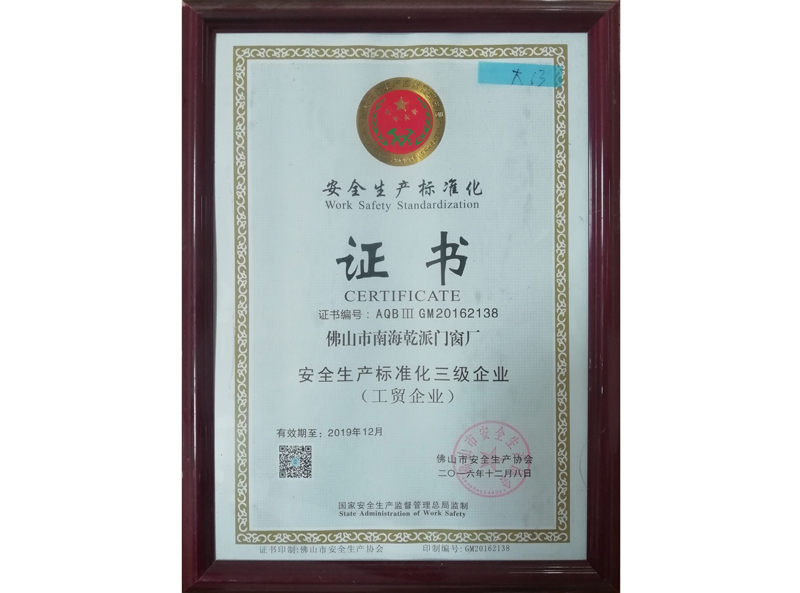 安全生产标准化
Work Safety Standardization
证书
CERTIFICATE
证书编号：AQBⅢ GM20162138
佛山市南海乾派门窗厂
安全生产标准化三级企业
（工贸企业）
有效期至：2019年12月
佛山市安全生产协会
二〇一六年十二月八日
国家安全生产监督管理总局监制
State Administration of Work Safety
证书印制:佛山市安全生产协会 印制编号:GM20162138